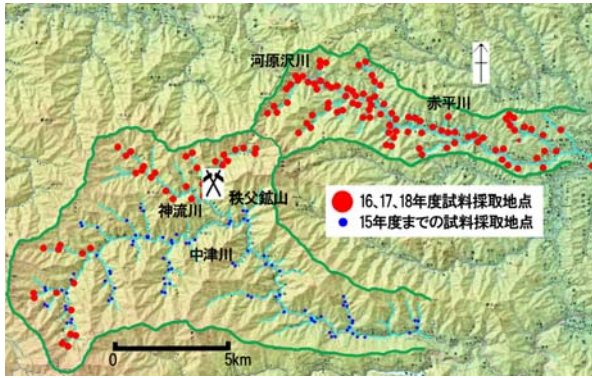 河原沢川
赤平川
秩父鉱山
神流川
中津川
16、17、18年度試料採取地点
15年度までの試料採取地点
0
5km